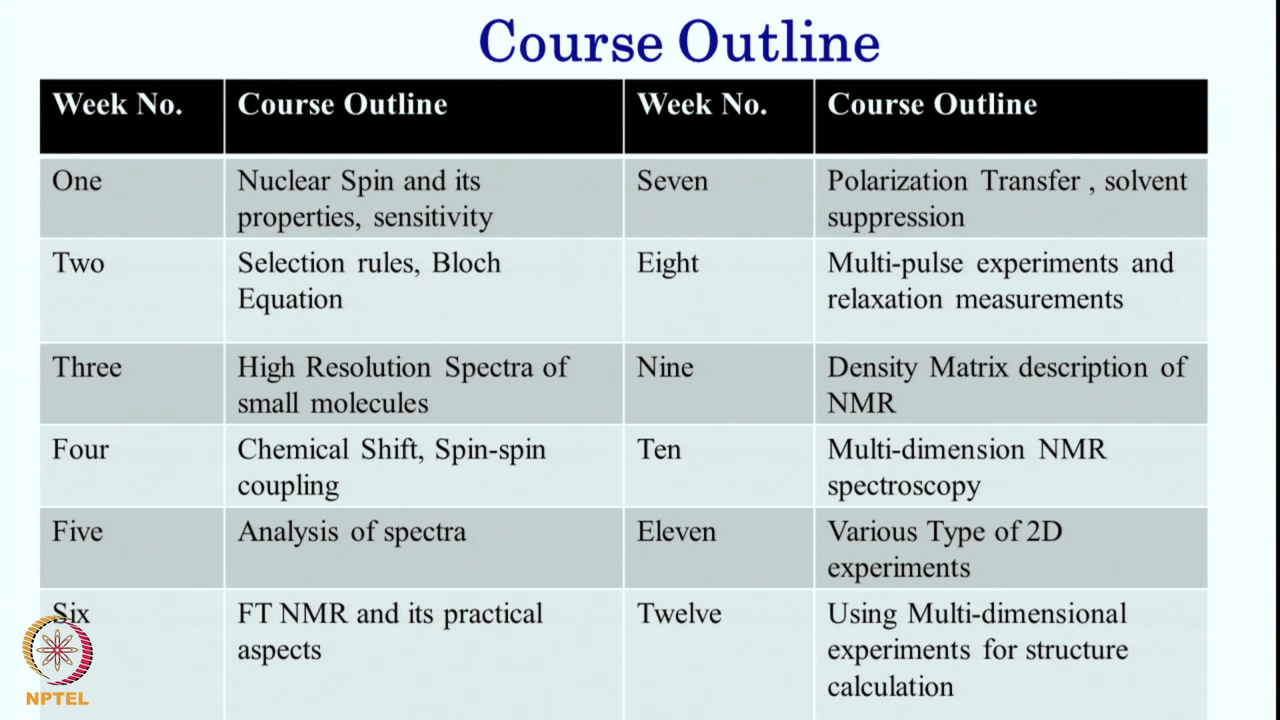 Course Outline
Week No. Course Outline Week No. Course Outline
One Nuclear Spin and its properties, sensitivity Seven Polarization Transfer , solvent suppression
Two Selection rules, Bloch Equation Eight Multi-pulse experiments and relaxation measurements
Three High Resolution Spectra of small molecules Nine Density Matrix description of NMR
Four Chemical Shift, Spin-spin coupling Ten Multi-dimension NMR spectroscopy
Five Analysis of spectra Eleven Various Type of 2D experiments
Six FT NMR and its practical aspects Twelve Using Multi-dimensional experiments for structure calculation
NPTEL